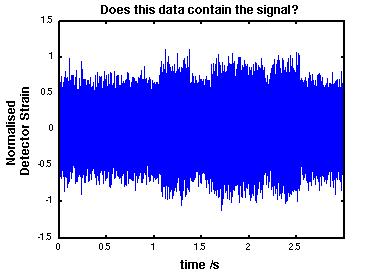 Does this data contain the signal?
1.5
1
0.5
0
-0.5
-1
-1.5
Normalised
Detector Strain
0 0.5 1 1.5 2 2.5
time /s